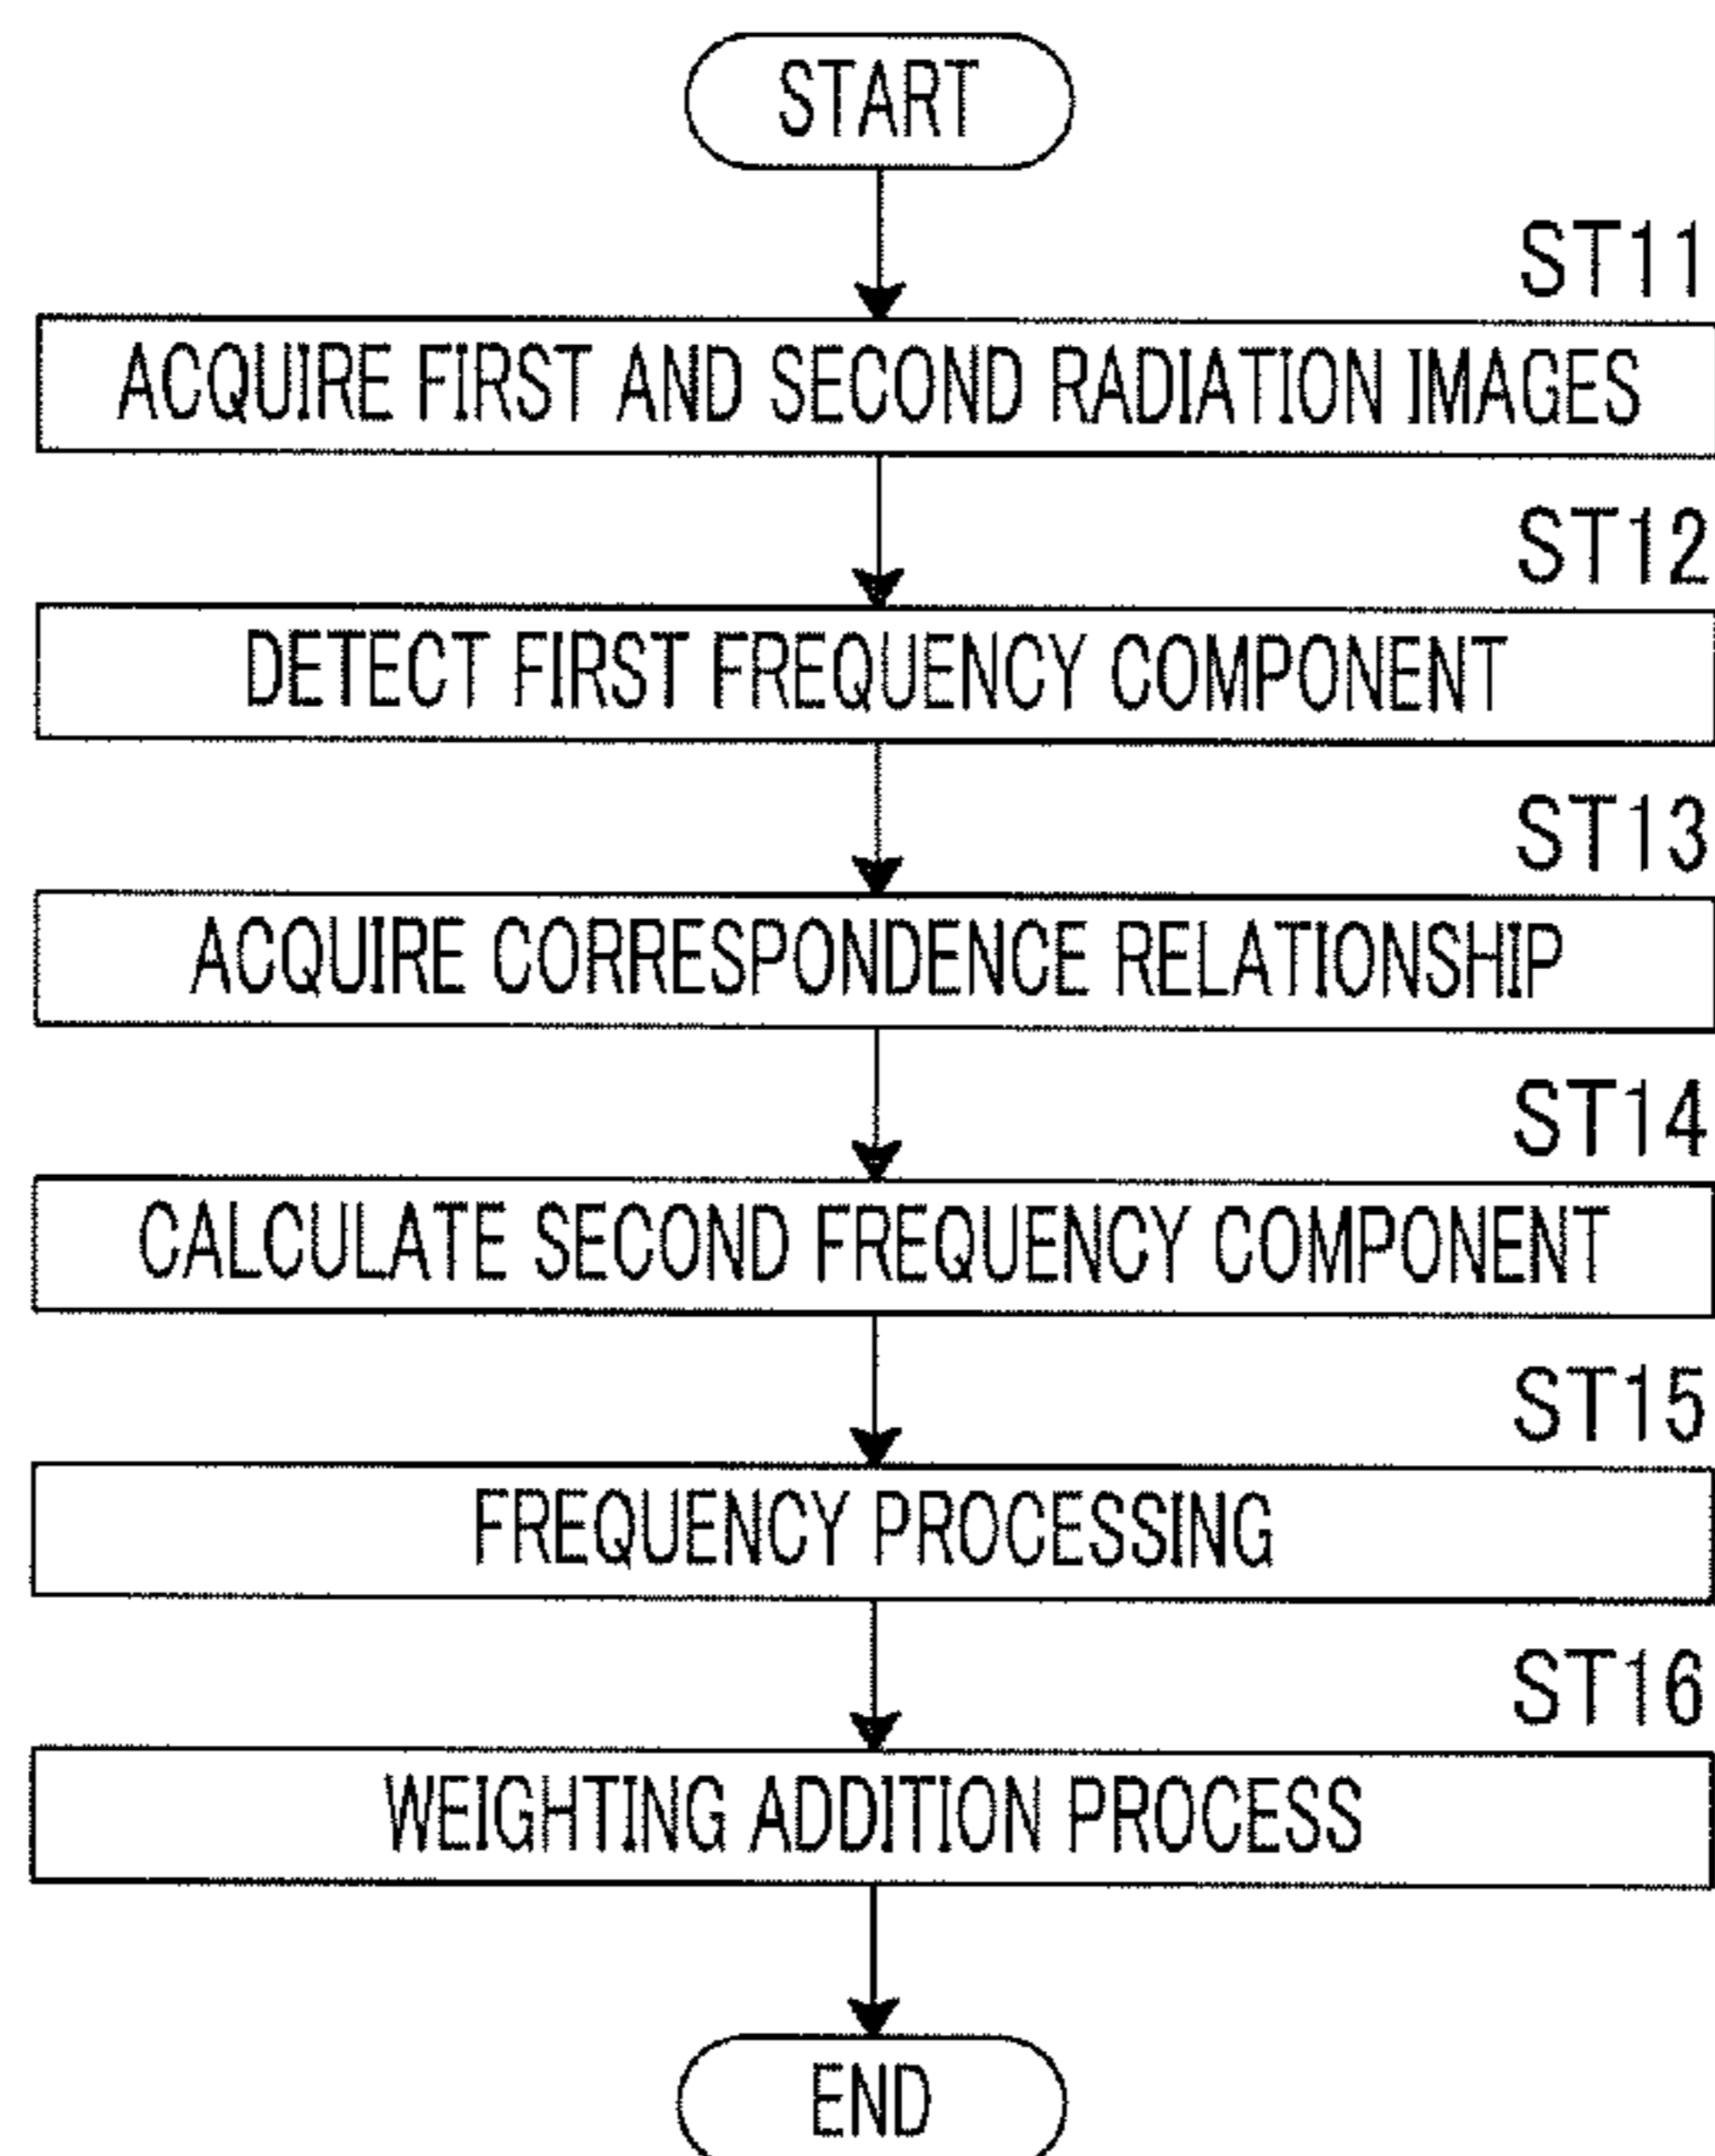 START
ST11
ACQUIRE FIRST AND SECOND RADIATION IMAGES
ST12
DETECT FIRST FREQUENCY COMPONENT
ST13
ACQUIRE CORRESPONDENCE RELATIONSHIP
ST14
CALCULATE SECOND FREQUENCY COMPONENT
ST15
FREQUENCY PROCESSING
ST16
WEIGHTING ADDITION PROCESS
END